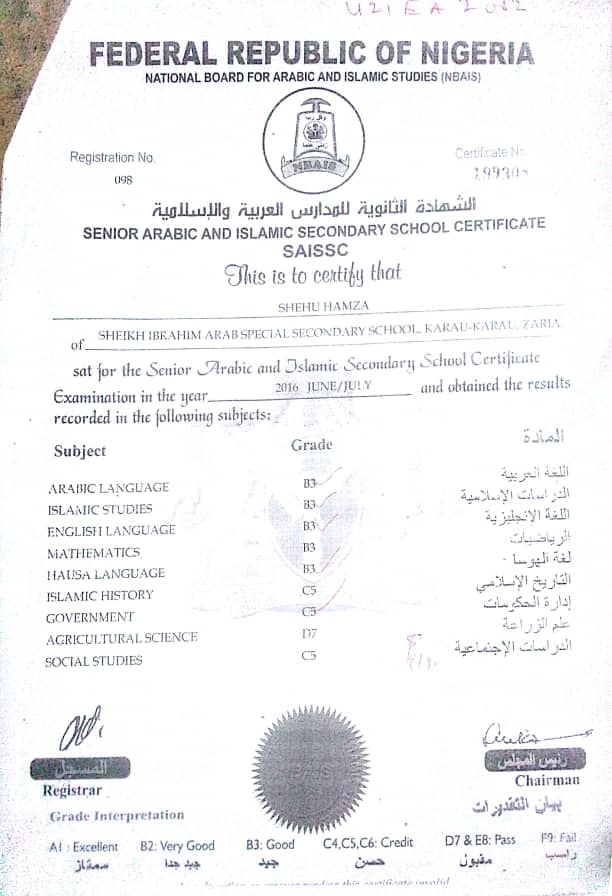 U21EA2
FEDERAL REPUBLIC OF NIGERIA
NATIONAL BOARD FOR ARABIC AND ISLAMIC STUDIES (NBAIS)
NBAIS
Registration No.
098
Certificate No
الشهادة الثانوية للمدارس العربية والإسلامية
SENIOR ARABIC AND ISLAMIC SECONDARY SCHOOL CERTIFICATE
SAISSC
This is to certify that
SHEHU HAMZA
of SHEIKH IBRAHIM ARAB SPECIAL SECONDARY SCHOOL, KARAU-KARAU, ZARIA
sat for the Senior Arabic and Islamic Secondary School Certificate
Examination in the year 2016 JUNE/JULY and obtained the results
recorded in the following subjects:
Subject Grade المادة
ARABIC LANGUAGE B3 اللغة العربية
ISLAMIC STUDIES B3 الدراسات الإسلامية
ENGLISH LANGUAGE B3 اللغة الإنجليزية
MATHEMATICS B3 الرياضيات
HAUSA LANGUAGE B3 لغة الهوسا
ISLAMIC HISTORY C5 التاريخ الإسلامي
GOVERNMENT C5 إدارة الحكومات
AGRICULTURAL SCIENCE D7 علم الزراعة
SOCIAL STUDIES C5 الدراسات الإجتماعية
المسجل رئيس المجلس
Registrar Chairman
Grade Interpretation بيان التقديرات
A1: Excellent B2: Very Good B3: Good C4,C5,C6: Credit D7 & E8: Pass F9: Fail
ممتاز جيد جدا جيد حسن مقبول راسب
this certificate invalid